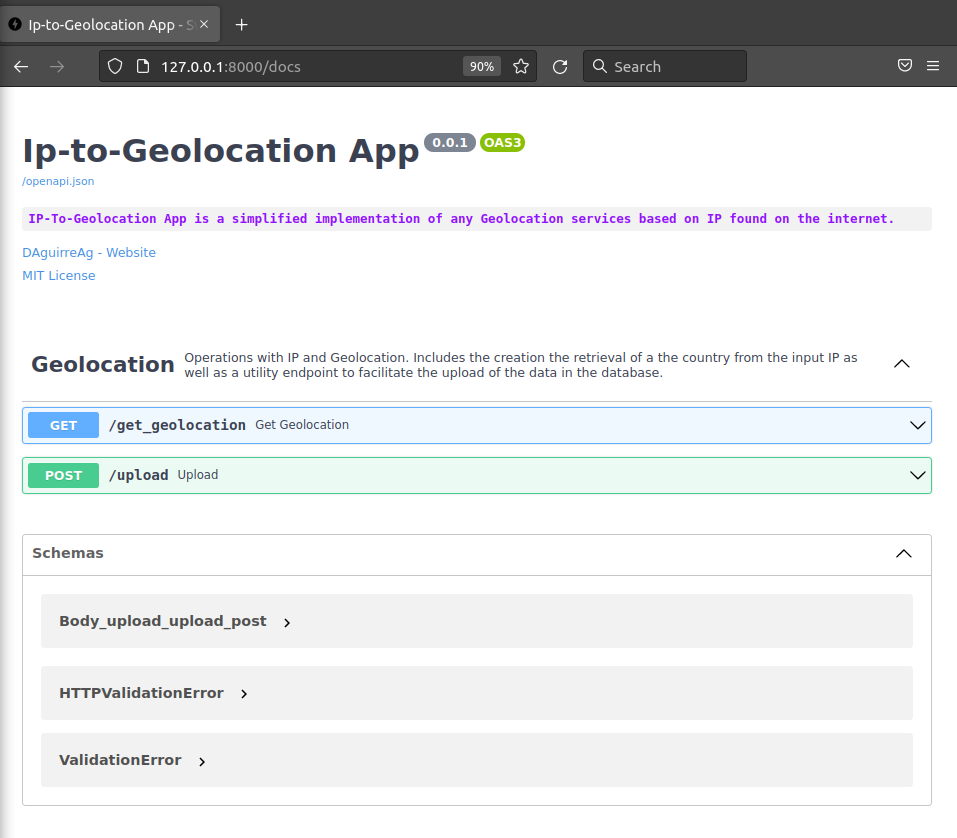 Ip-to-Geolocation App - S
127.0.0.1:8000/docs
90%
Search
Ip-to-Geolocation App 0.0.1 OAS3
/openapi.json
IP-To-Geolocation App is a simplified implementation of any Geolocation services based on IP found on the internet.
DAguirreAg - Website
MIT License
Geolocation
Operations with IP and Geolocation. Includes the creation the retrieval of a the country from the input IP as
well as a utility endpoint to facilitate the upload of the data in the database.
GET /get_geolocation Get Geolocation
POST /upload Upload
Schemas
Body_upload_upload_post
HTTPValidationError
ValidationError